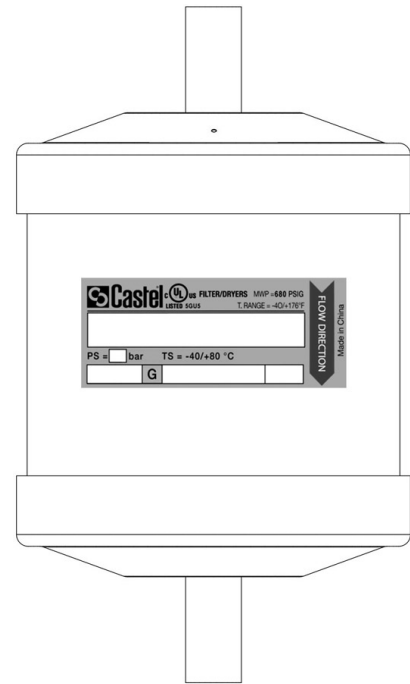 Castel c UL us LISTED 5GU5 FILTER/DRYERS MWP =680 PSIG
T. RANGE = -40/+176°F
PS = bar TS = -40/+80 °C
G
FLOW DIRECTION
Made in China